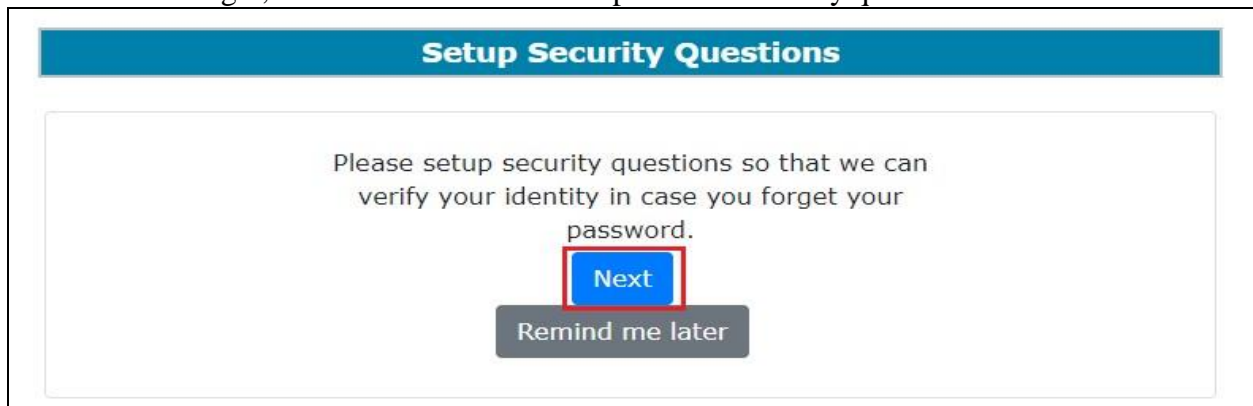 Setup Security Questions
Please setup security questions so that we can
verify your identity in case you forget your
password.
Next
Remind me later